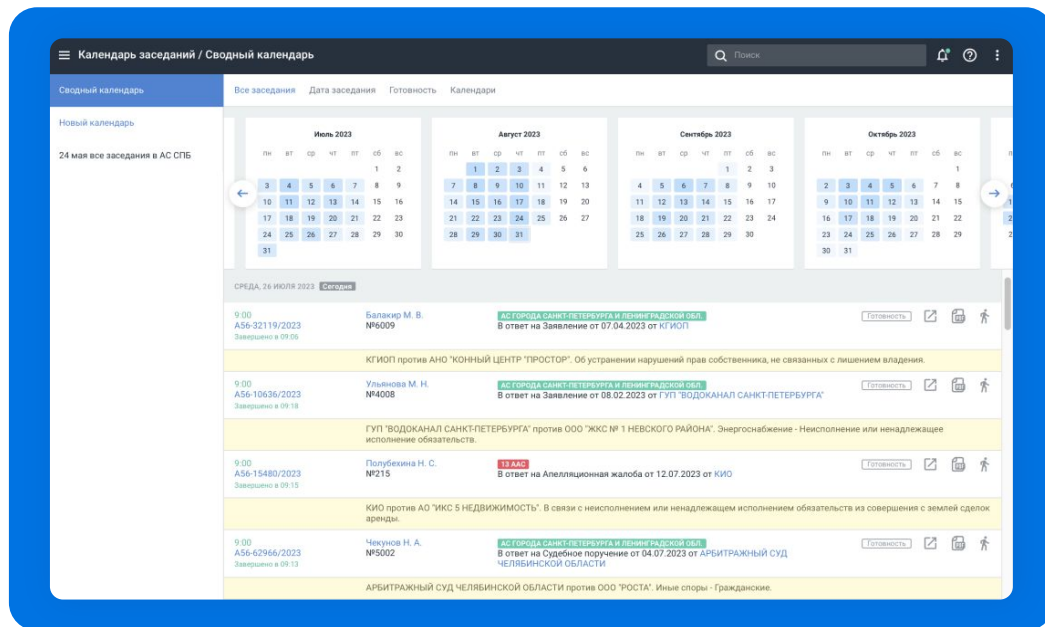 Календарь заседаний / Сводный календарь
Поиск
Сводный календарь
Новый календарь
24 мая все заседания в АС СПБ
Все заседания Дата заседания Готовность Календари
Июль 2023
пн вт ср чт пт сб вс
1 2
3 4 5 6 7 8 9
10 11 12 13 14 15 16
17 18 19 20 21 22 23
24 25 26 27 28 29 30
31
Август 2023
пн вт ср чт пт сб вс
1 2 3 4 5 6
7 8 9 10 11 12 13
14 15 16 17 18 19 20
21 22 23 24 25 26 27
28 29 30 31
Сентябрь 2023
пн вт ср чт пт сб вс
1 2 3
4 5 6 7 8 9 10
11 12 13 14 15 16 17
18 19 20 21 22 23 24
25 26 27 28 29 30
Октябрь 2023
пн вт ср чт пт сб вс
1
2 3 4 5 6 7 8
9 10 11 12 13 14 15
16 17 18 19 20 21 22
23 24 25 26 27 28 29
30 31
СРЕДА, 26 ИЮЛЯ 2023 Сегодня
9:00 Балакир М. В. АС ГОРОДА САНКТ-ПЕТЕРБУРГА И ЛЕНИНГРАДСКОЙ ОБЛ. Готовность
А56-32119/2023 №6009 В ответ на Заявление от 07.04.2023 от КГИОП
Завершено в 09:06
КГИОП против АНО "КОННЫЙ ЦЕНТР "ПРОСТОР". Об устранении нарушений прав собственника, не связанных с лишением владения.
9:00 Ульянова М. Н. АС ГОРОДА САНКТ-ПЕТЕРБУРГА И ЛЕНИНГРАДСКОЙ ОБЛ. Готовность
А56-10636/2023 №4008 В ответ на Заявление от 08.02.2023 от ГУП "ВОДОКАНАЛ САНКТ-ПЕТЕРБУРГА"
Завершено в 09:18
ГУП "ВОДОКАНАЛ САНКТ-ПЕТЕРБУРГА" против ООО "ЖКС № 1 НЕВСКОГО РАЙОНА". Энергоснабжение - Неисполнение или ненадлежащее
исполнение обязательств.
9:00 Полубехина Н. С. 13 ААС Готовность
А56-15480/2023 №215 В ответ на Апелляционная жалоба от 12.07.2023 от КИО
Завершено в 09:15
КИО против АО "ИКС 5 НЕДВИЖИМОСТЬ". В связи с неисполнением или ненадлежащем исполнением обязательств из совершения с землей сделок
аренды.
9:00 Чекунов Н. А. АС ГОРОДА САНКТ-ПЕТЕРБУРГА И ЛЕНИНГРАДСКОЙ ОБЛ. Готовность
А56-62966/2023 №5002 В ответ на Судебное поручение от 04.07.2023 от АРБИТРАЖНЫЙ СУД
Завершено в 09:13 ЧЕЛЯБИНСКОЙ ОБЛАСТИ
АРБИТРАЖНЫЙ СУД ЧЕЛЯБИНСКОЙ ОБЛАСТИ против ООО "РОСТА". Иные споры - Гражданские.